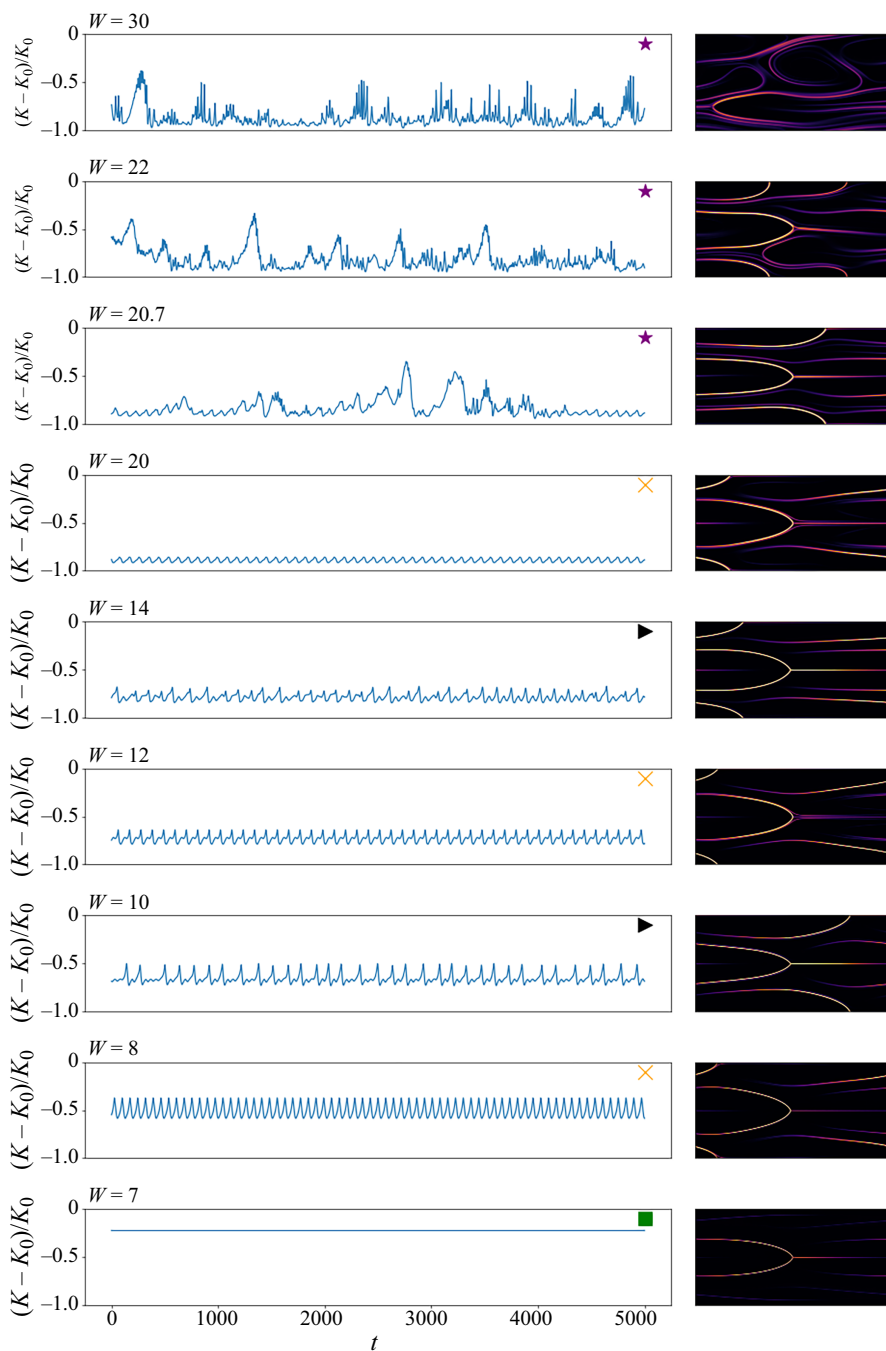 W = 30
(K – K0)/K0
0
–0.5
–1.0
W = 22
(K – K0)/K0
0
–0.5
–1.0
W = 20.7
(K – K0)/K0
0
–0.5
–1.0
W = 20
(K – K0)/K0
0
–0.5
–1.0
W = 14
(K – K0)/K0
0
–0.5
–1.0
W = 12
(K – K0)/K0
0
–0.5
–1.0
W = 10
(K – K0)/K0
0
–0.5
–1.0
W = 8
(K – K0)/K0
0
–0.5
–1.0
W = 7
(K – K0)/K0
0
–0.5
–1.0
0 1000 2000 3000 4000 5000
t